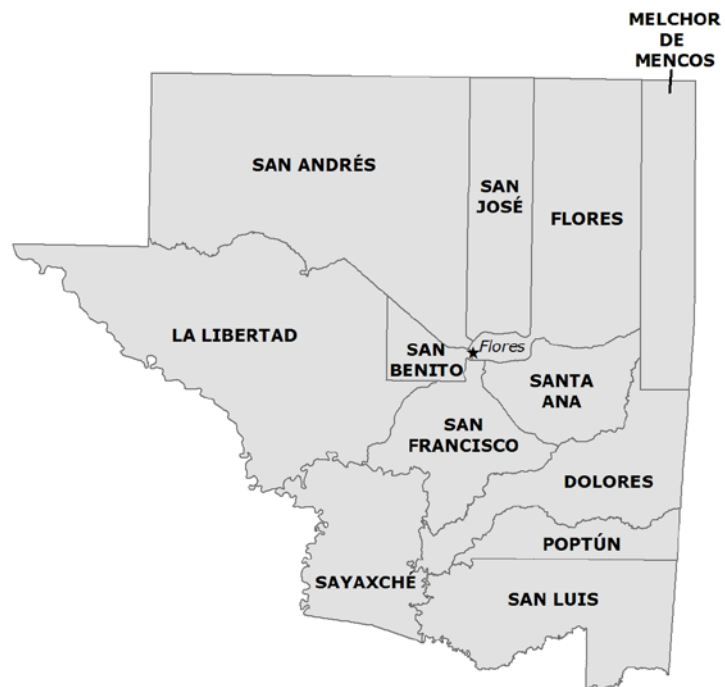 MELCHOR
DE
MENCOS
SAN ANDRÉS
SAN
JOSÉ
FLORES
LA LIBERTAD
SAN
BENITO
Flores
SANTA
ANA
SAN
FRANCISCO
DOLORES
POPTÚN
SAYAXCHÉ
SAN LUIS